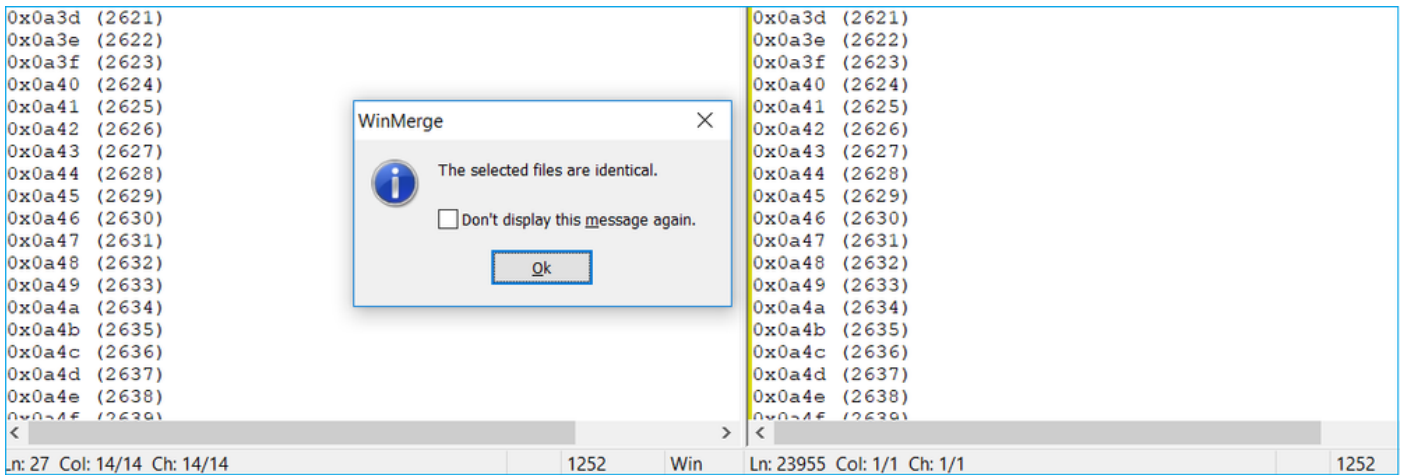 0x0a3d (2621)
0x0a3e (2622)
0x0a3f (2623)
0x0a40 (2624)
0x0a41 (2625)
0x0a42 (2626)
0x0a43 (2627)
0x0a44 (2628)
0x0a45 (2629)
0x0a46 (2630)
0x0a47 (2631)
0x0a48 (2632)
0x0a49 (2633)
0x0a4a (2634)
0x0a4b (2635)
0x0a4c (2636)
0x0a4d (2637)
0x0a4e (2638)
0x0a4f (2639)
Ln: 27 Col: 14/14 Ch: 14/14 1252 Win
WinMerge
The selected files are identical.
Don't display this message again.
Ok
0x0a3d (2621)
0x0a3e (2622)
0x0a3f (2623)
0x0a40 (2624)
0x0a41 (2625)
0x0a42 (2626)
0x0a43 (2627)
0x0a44 (2628)
0x0a45 (2629)
0x0a46 (2630)
0x0a47 (2631)
0x0a48 (2632)
0x0a49 (2633)
0x0a4a (2634)
0x0a4b (2635)
0x0a4c (2636)
0x0a4d (2637)
0x0a4e (2638)
0x0a4f (2639)
Ln: 23955 Col: 1/1 Ch: 1/1 1252